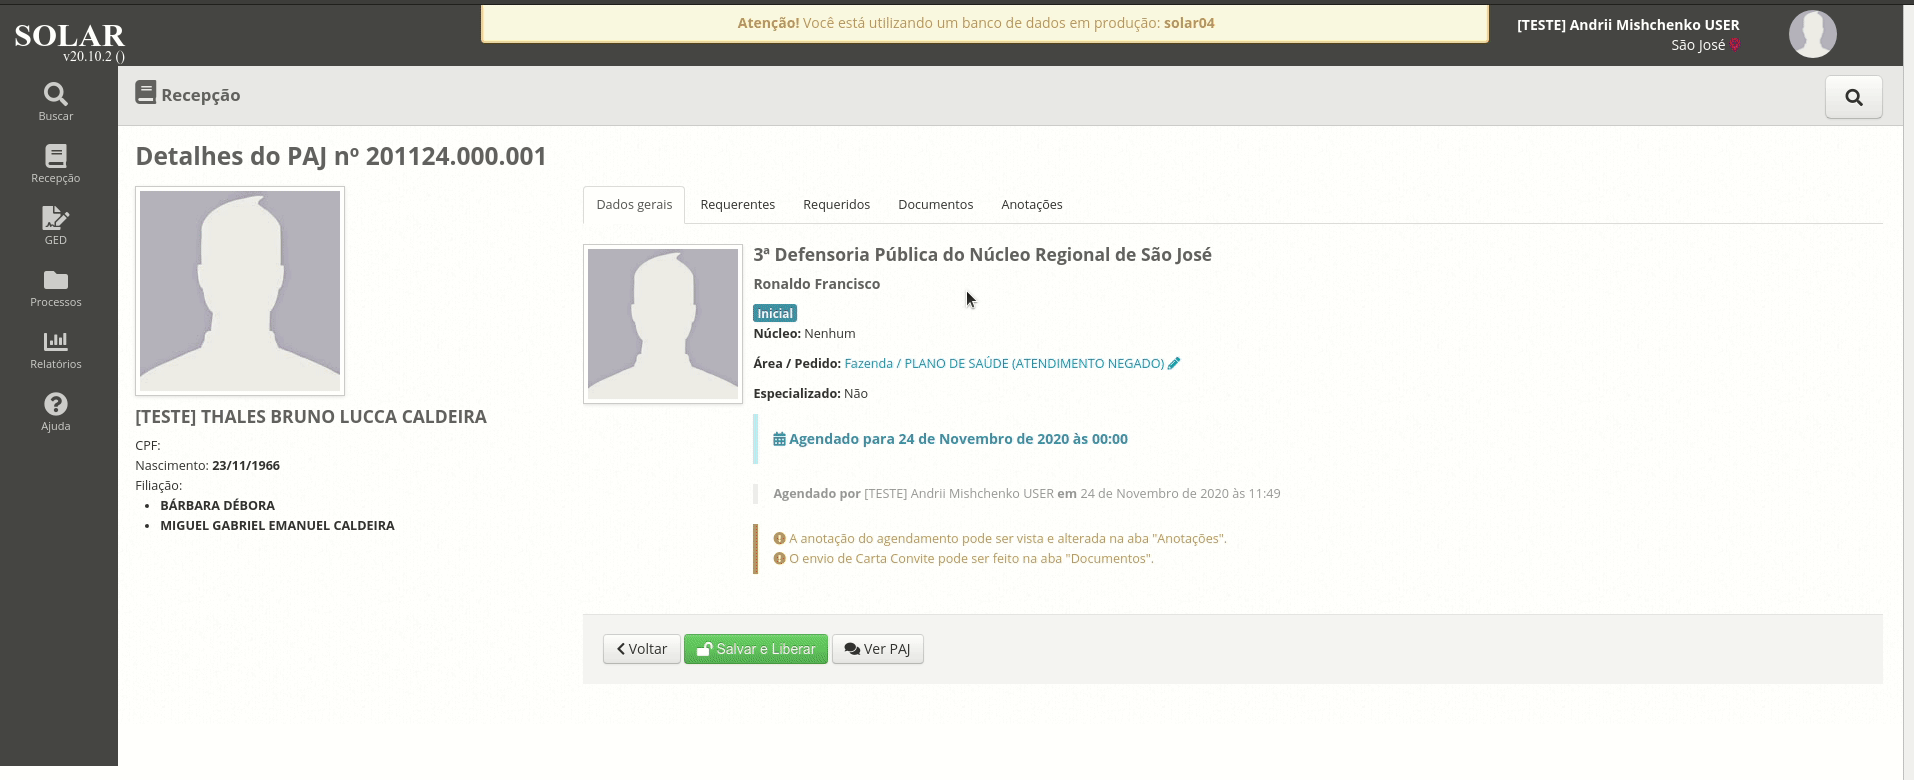 SOLAR
v20.10.2 ()
Atenção! Você está utilizando um banco de dados em produção: solar04
[TESTE] Andrii Mishchenko USER
São José
Buscar
Recepção
GED
Processos
Relatórios
Ajuda
Recepção
Detalhes do PAJ nº 201124.000.001
[TESTE] THALES BRUNO LUCCA CALDEIRA
CPF:
Nascimento: 23/11/1966
Filiação:
• BÁRBARA DÉBORA
• MIGUEL GABRIEL EMANUEL CALDEIRA
Dados gerais Requerentes Requeridos Documentos Anotações
3ª Defensoria Pública do Núcleo Regional de São José
Ronaldo Francisco
Inicial
Núcleo: Nenhum
Área / Pedido: Fazenda / PLANO DE SAÚDE (ATENDIMENTO NEGADO)
Especializado: Não
Agendado para 24 de Novembro de 2020 às 00:00
Agendado por [TESTE] Andrii Mishchenko USER em 24 de Novembro de 2020 às 11:49
A anotação do agendamento pode ser vista e alterada na aba "Anotações".
O envio de Carta Convite pode ser feito na aba "Documentos".
Voltar Salvar e Liberar Ver PAJ